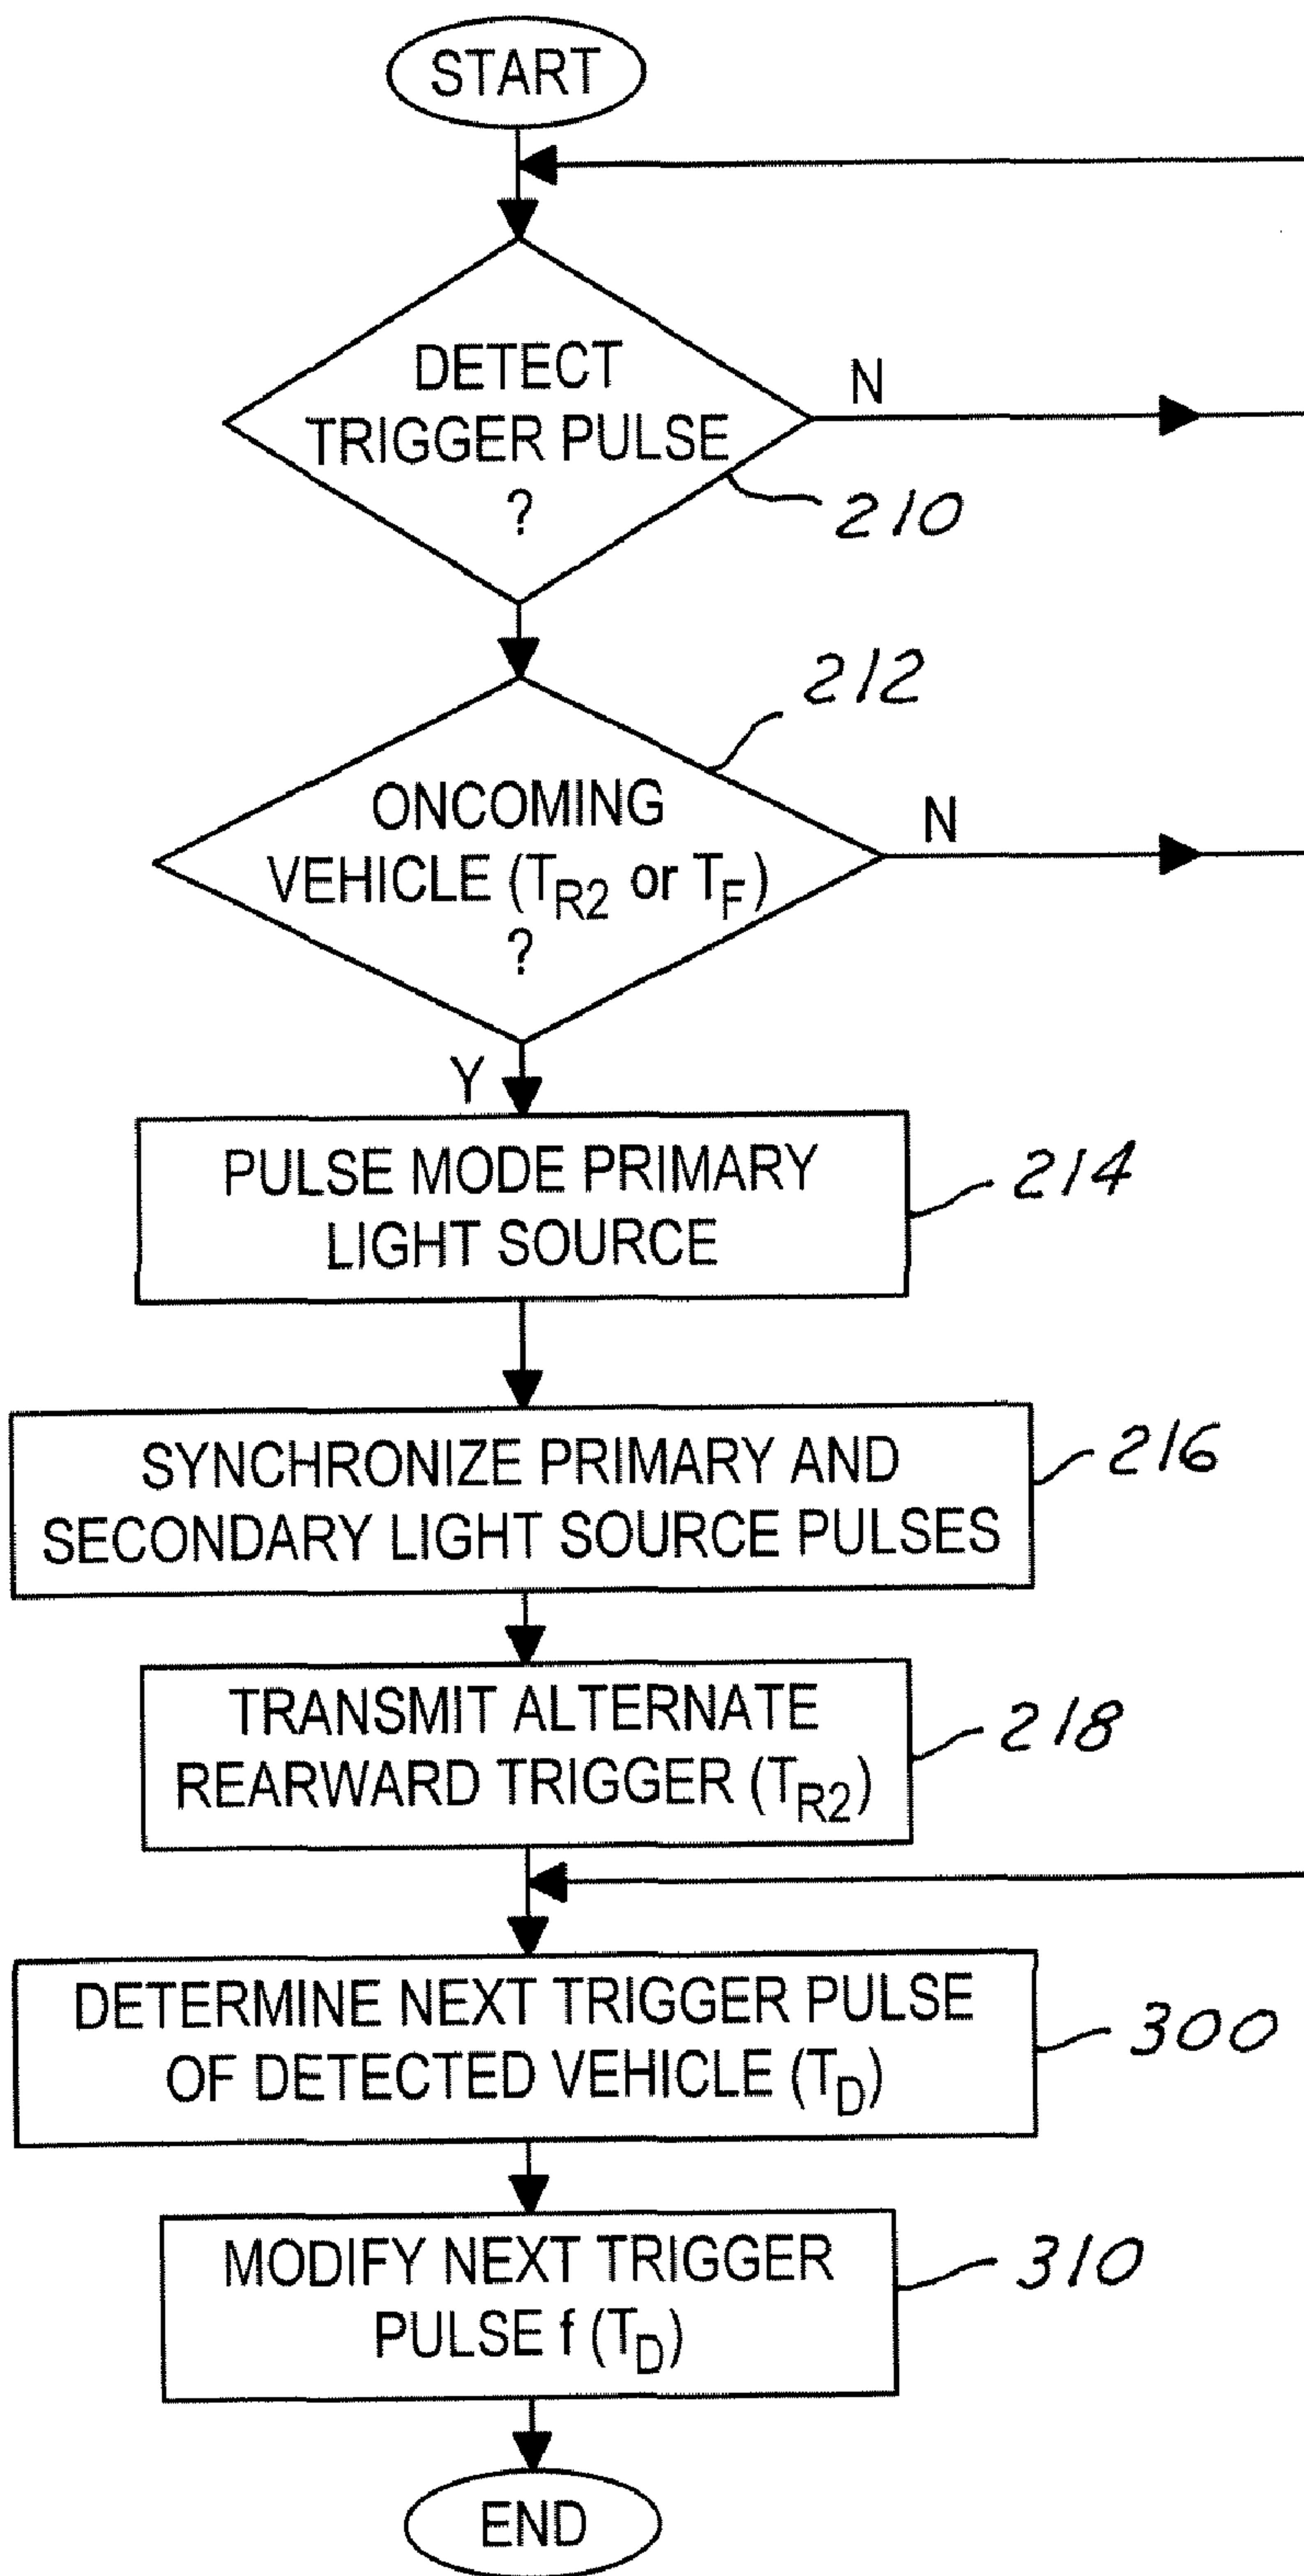 START
DETECT
TRIGGER PULSE
?
N
210
212
ONCOMING
VEHICLE (TR2 or TF)
?
N
Y
PULSE MODE PRIMARY
LIGHT SOURCE
214
SYNCHRONIZE PRIMARY AND
SECONDARY LIGHT SOURCE PULSES
216
TRANSMIT ALTERNATE
REARWARD TRIGGER (TR2)
218
DETERMINE NEXT TRIGGER PULSE
OF DETECTED VEHICLE (TD)
300
MODIFY NEXT TRIGGER
PULSE f (TD)
310
END